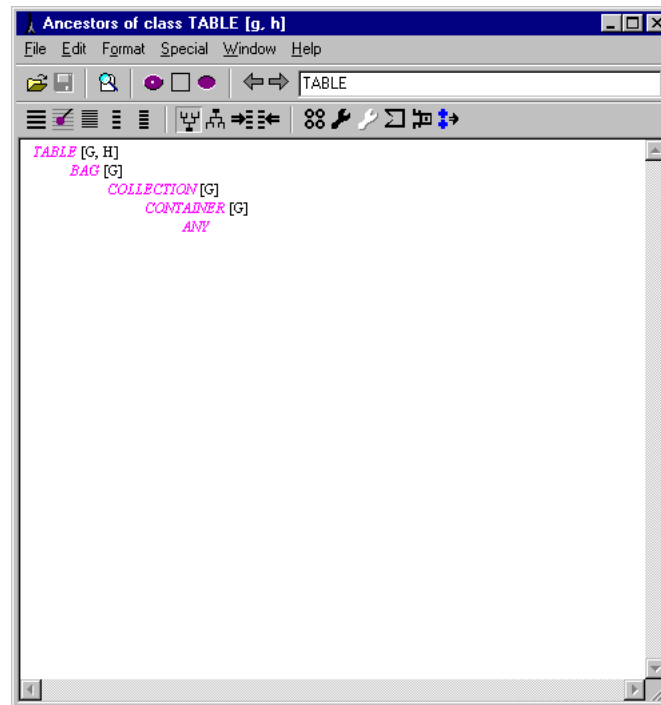 Ancestors of class TABLE [g, h]
File Edit Format Special Window Help
TABLE
TABLE [G, H]
BAG [G]
COLLECTION [G]
CONTAINER [G]
ANY